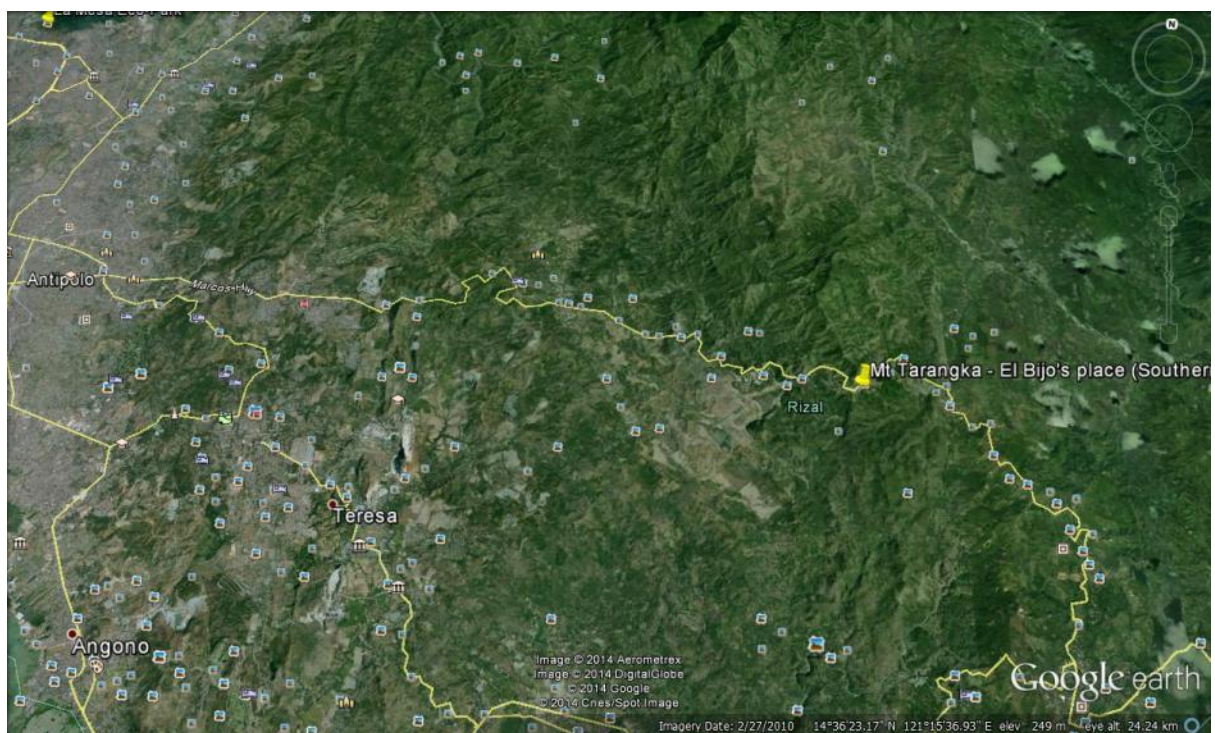 La Mesa Eco Park
N
Antipolo
Marcos Hwy
Mt Tarangka - El Bijo's place (Southern
Rizal
Teresa
Angono
Image © 2014 Aerometrex
Image © 2014 DigitalGlobe
© 2014 Google
© 2014 Cnes/Spot Image
Google earth
Imagery Date: 2/27/2010 14°36'23.17" N 121°15'36.93" E elev 249 m eye alt 24.24 km